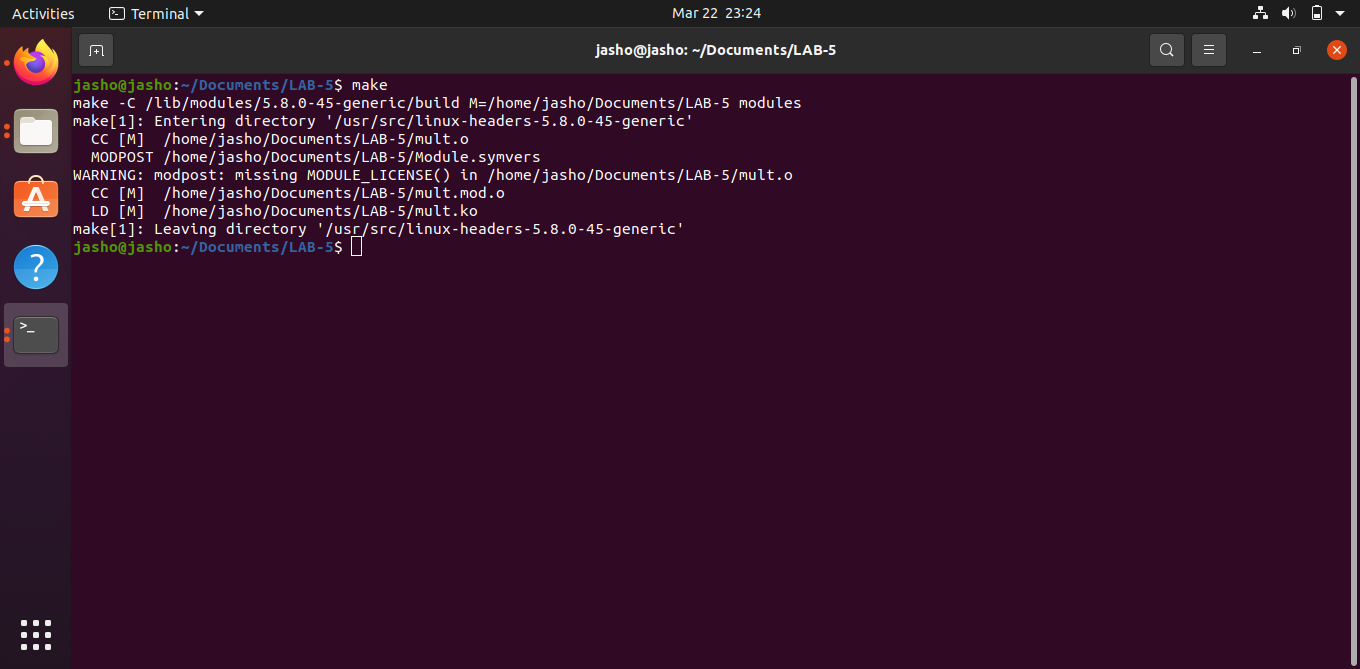 Activities Terminal Mar 22 23:24
jasho@jasho: ~/Documents/LAB-5
jasho@jasho:~/Documents/LAB-5$ make
make -C /lib/modules/5.8.0-45-generic/build M=/home/jasho/Documents/LAB-5 modules
make[1]: Entering directory '/usr/src/linux-headers-5.8.0-45-generic'
  CC [M]  /home/jasho/Documents/LAB-5/mult.o
  MODPOST /home/jasho/Documents/LAB-5/Module.symvers
WARNING: modpost: missing MODULE_LICENSE() in /home/jasho/Documents/LAB-5/mult.o
  CC [M]  /home/jasho/Documents/LAB-5/mult.mod.o
  LD [M]  /home/jasho/Documents/LAB-5/mult.ko
make[1]: Leaving directory '/usr/src/linux-headers-5.8.0-45-generic'
jasho@jasho:~/Documents/LAB-5$